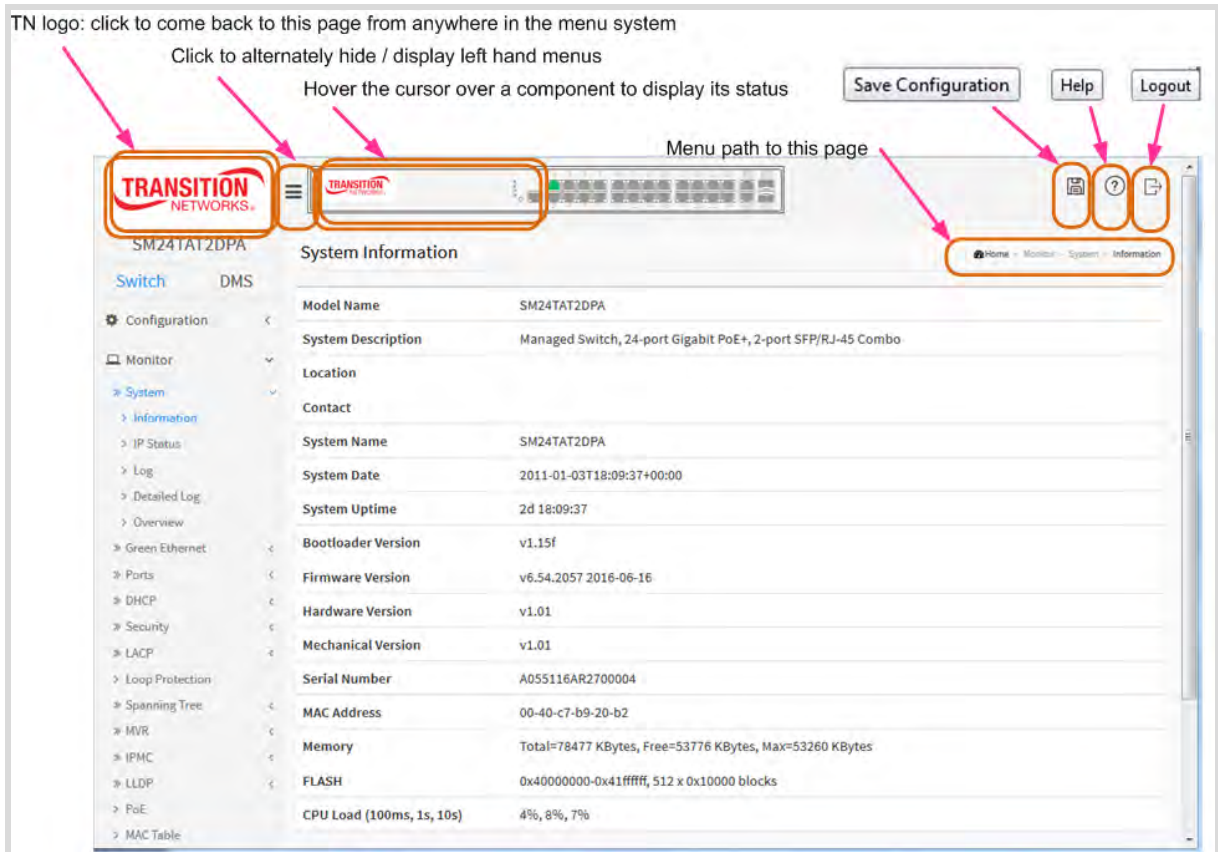 TN logo: click to come back to this page from anywhere in the menu system
Click to alternately hide / display left hand menus
Hover the cursor over a component to display its status
Save Configuration
Help
Logout
Menu path to this page
TRANSITION
NETWORKS
TRANSITION
NETWORKS
SM24TAT2DPA
Switch DMS
Configuration
Monitor
System
Information
IP Status
Log
Detailed Log
Overview
Green Ethernet
Ports
DHCP
Security
LACP
Loop Protection
Spanning Tree
MVR
IPMC
LLDP
PoE
MAC Table
System Information
Home - Monitor - System - Information
Model Name SM24TAT2DPA
System Description Managed Switch, 24-port Gigabit PoE+, 2-port SFP/RJ-45 Combo
Location
Contact
System Name SM24TAT2DPA
System Date 2011-01-03T18:09:37+00:00
System Uptime 2d 18:09:37
Bootloader Version v1.15f
Firmware Version v6.54.2057 2016-06-16
Hardware Version v1.01
Mechanical Version v1.01
Serial Number A055116AR2700004
MAC Address 00-40-c7-b9-20-b2
Memory Total=78477 KBytes, Free=53776 KBytes, Max=53260 KBytes
FLASH 0x40000000-0x41ffffff, 512 x 0x10000 blocks
CPU Load (100ms, 1s, 10s) 4%, 8%, 7%